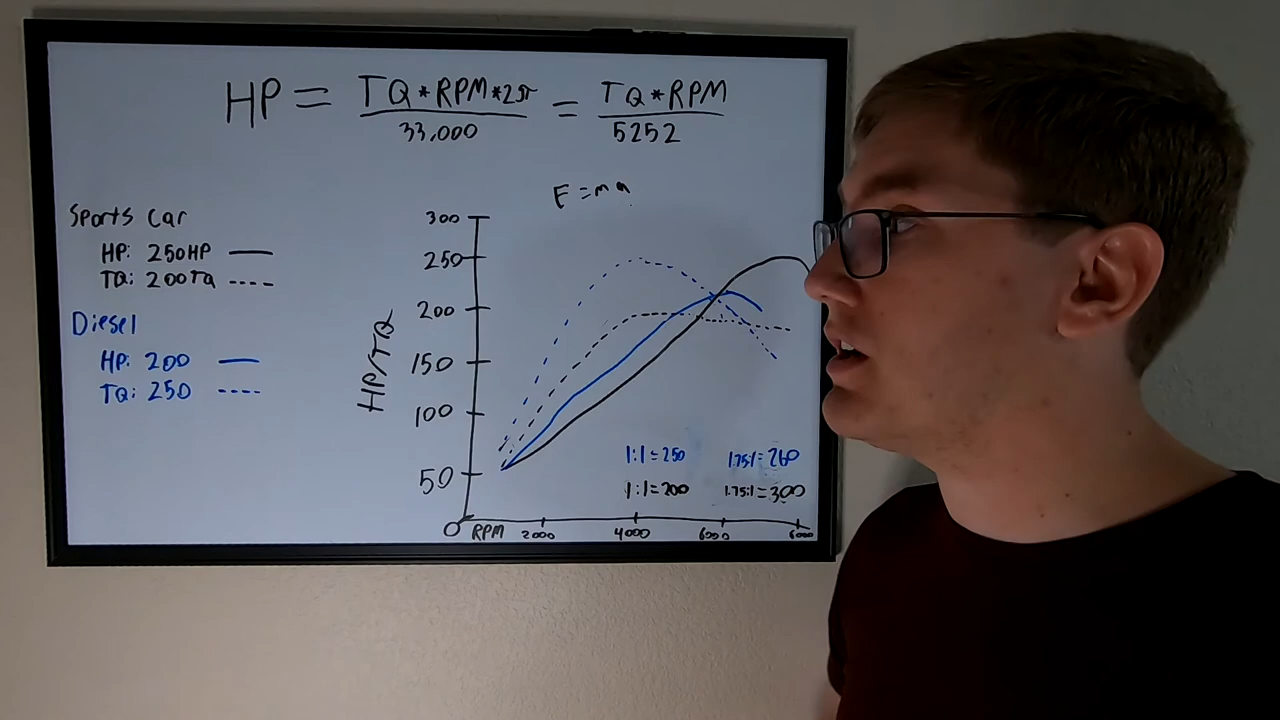 HP = TQ*RPM*2π / 33,000 = TQ*RPM / 5252
F=ma
Sports Car
HP: 250HP
TQ: 200TQ
Diesel
HP: 200
TQ: 250
HP/TQ
300
250
200
150
100
50
0
1:1=250 1.75:1=260
1:1=200 1.75:1=300
RPM 2000 4000 6000 6000